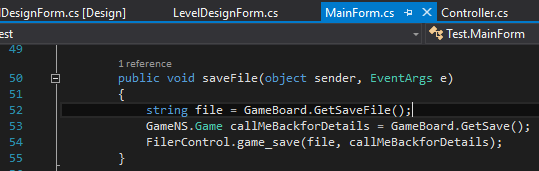 lDesignForm.cs [Design] LevelDesignForm.cs MainForm.cs Controller.cs
est Test.MainForm
49
1 reference
50 public void saveFile(object sender, EventArgs e)
51 {
52 string file = GameBoard.GetSaveFile();
53 GameNS.Game callMeBackforDetails = GameBoard.GetSave();
54 FilerControl.game_save(file, callMeBackforDetails);
55 }